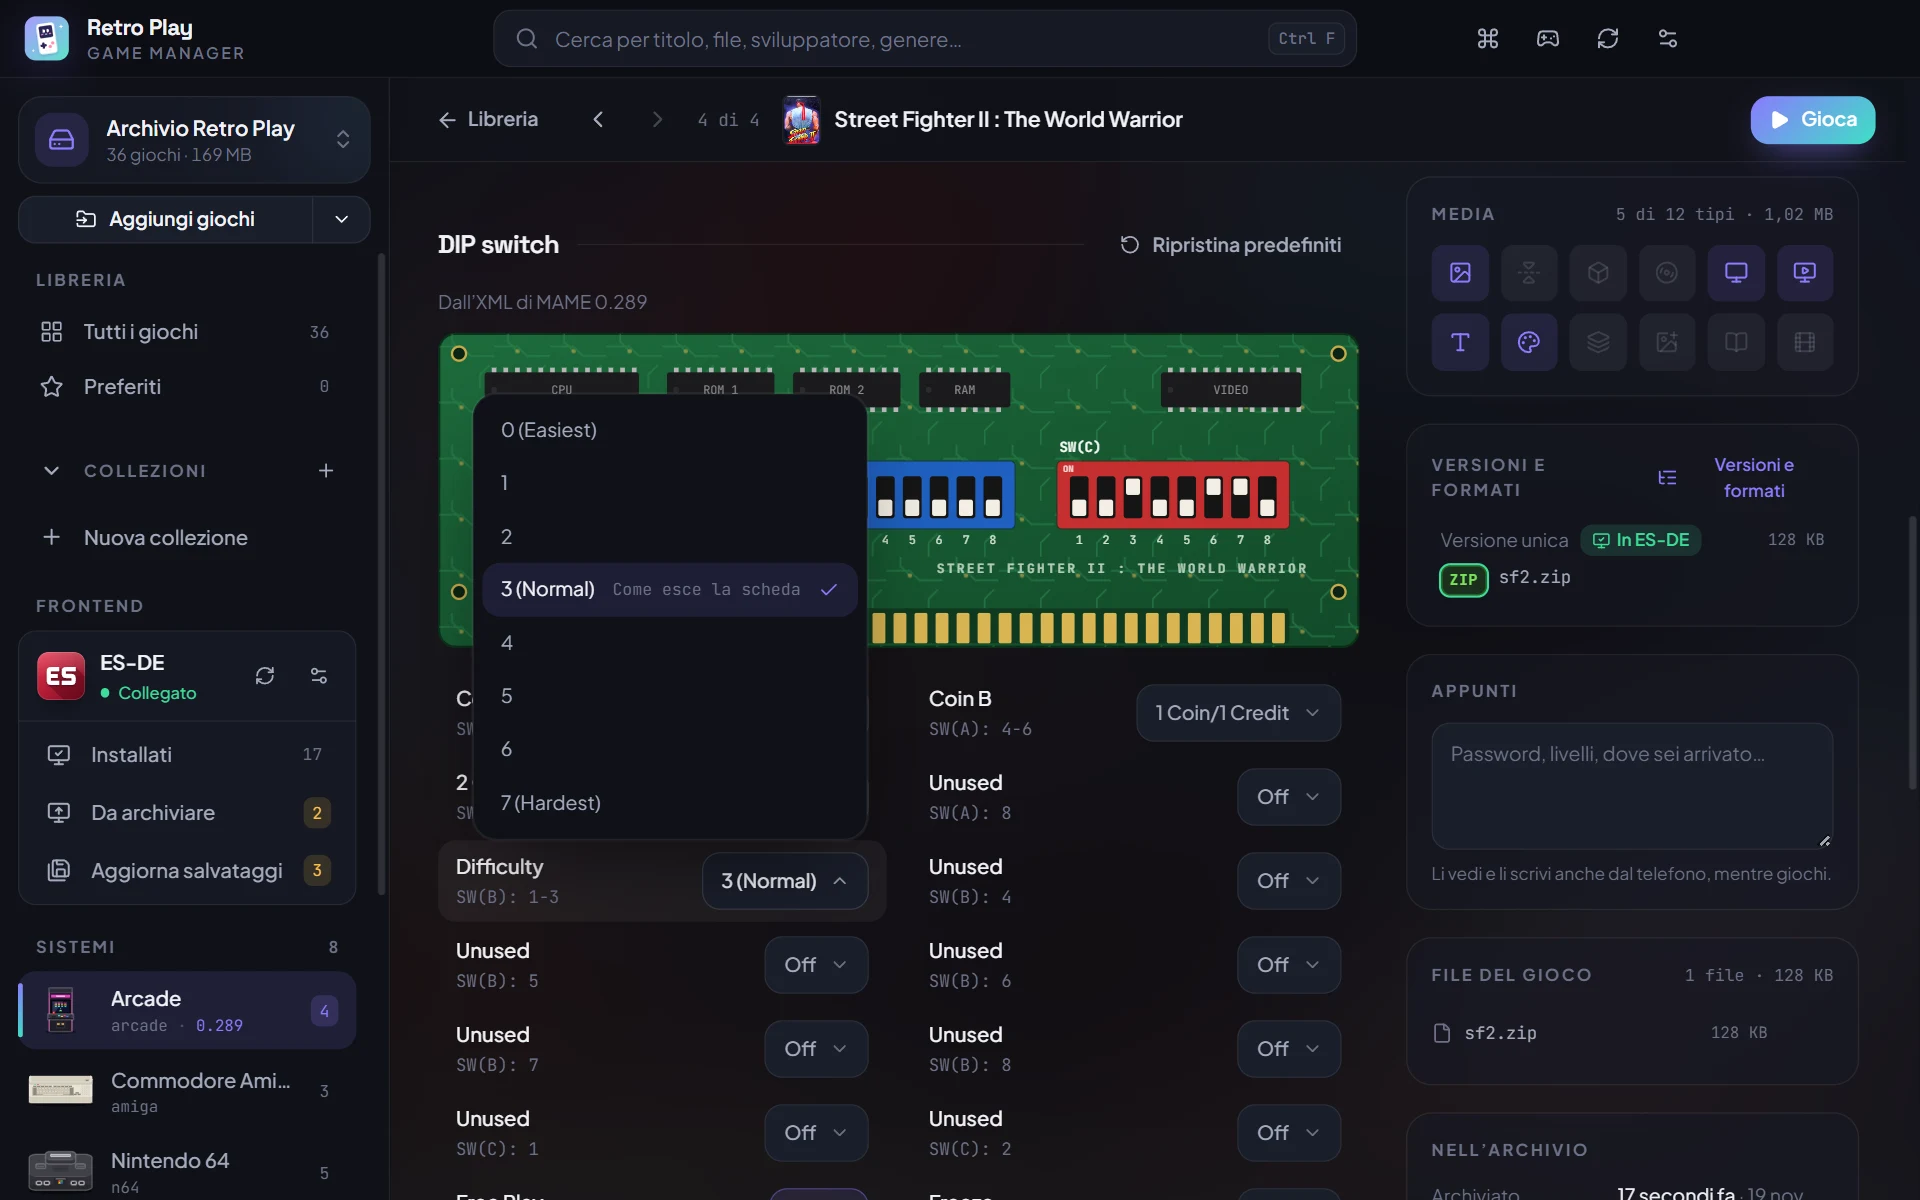 Retro Play
GAME MANAGER
Cerca per titolo, file, sviluppatore, genere...
Ctrl F
Archivio Retro Play
36 giochi · 169 MB
Aggiungi giochi
LIBRERIA
Tutti i giochi 36
Preferiti 0
COLLEZIONI
Nuova collezione
FRONTEND
ES
ES-DE
Collegato
Installati 17
Da archiviare 2
Aggiorna salvataggi 3
SISTEMI 8
Arcade
arcade · 0.289
4
Commodore Ami...
amiga
3
Nintendo 64
n64
5
Libreria
4 di 4
Street Fighter II : The World Warrior
Gioca
DIP switch
Ripristina predefiniti
Dall'XML di MAME 0.289
CPU
ROM 1
ROM 2
RAM
VIDEO
SW(C)
ON
4 5 6 7 8
1 2 3 4 5 6 7 8
STREET FIGHTER II : THE WORLD WARRIOR
0 (Easiest)
1
2
3 (Normal) Come esce la scheda
4
5
6
7 (Hardest)
Coin B
SW(A): 4-6
1 Coin/1 Credit
2
Unused
SW(A): 8
Off
Difficulty
SW(B): 1-3
3 (Normal)
Unused
SW(B): 4
Off
Unused
SW(B): 5
Off
Unused
SW(B): 6
Off
Unused
SW(B): 7
Off
Unused
SW(B): 8
Off
Unused
SW(C): 1
Off
Unused
SW(C): 2
Off
Free Play
Freeze
MEDIA
5 di 12 tipi · 1,02 MB
VERSIONI E
FORMATI
Versioni e
formati
Versione unica
In ES-DE
128 KB
ZIP
sf2.zip
APPUNTI
Password, livelli, dove sei arrivato...
Li vedi e li scrivi anche dal telefono, mentre giochi.
FILE DEL GIOCO
1 file · 128 KB
sf2.zip
128 KB
NELL'ARCHIVIO
Archiviato
17 secondi fa · 19 nov